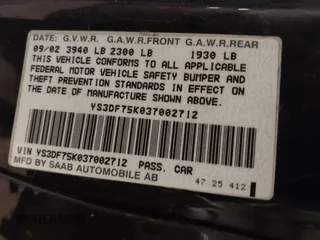 DATE G.V.W.R. G.A.W.R.FRONT G.A.W.R.REAR
09/02 3940 LB 2300 LB 1930 LB
THIS VEHICLE CONFORMS TO ALL APPLICABLE
FEDERAL MOTOR VEHICLE SAFETY BUMPER AND
THEFT PREVENTION STANDARDS IN EFFECT ON
THE DATE OF MANUFACTURE SHOWN ABOVE.
YS3DF75K037002712
VIN YS3DF75K037002712 PASS. CAR
MFD BY SAAB AUTOMOBILE AB
47 25 412